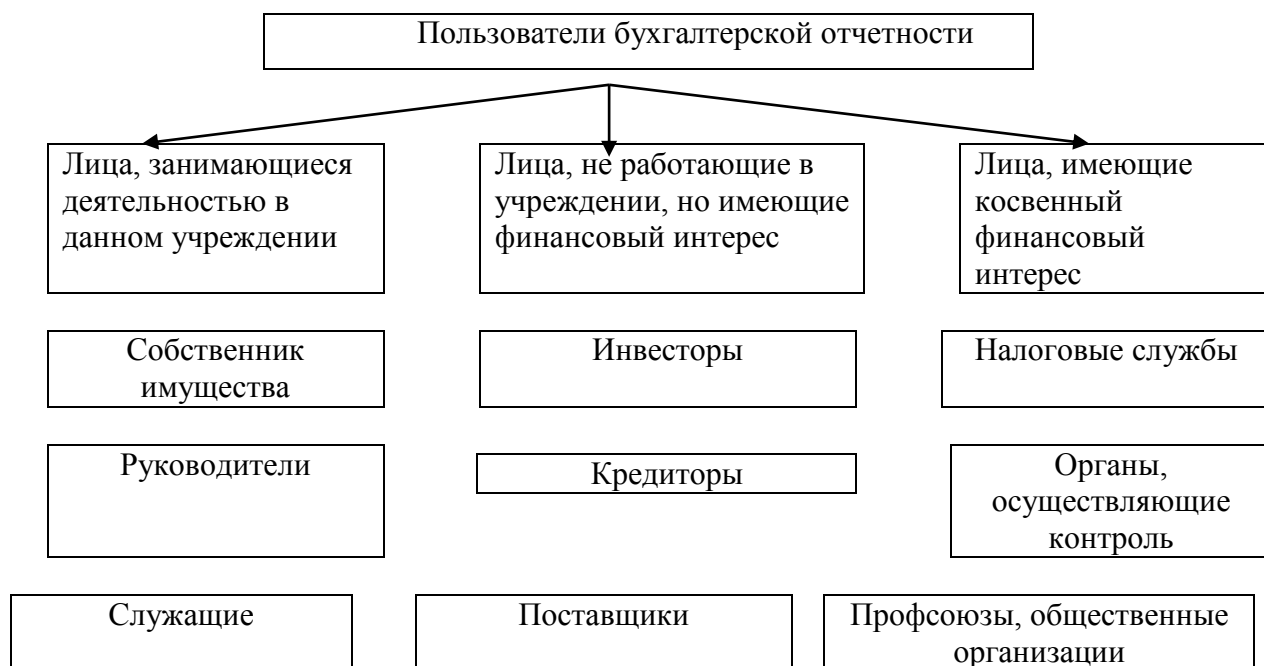 Пользователи бухгалтерской отчетности
Лица, занимающиеся
деятельностью в
данном учреждении
Лица, не работающие в
учреждении, но имеющие
финансовый интерес
Лица, имеющие
косвенный
финансовый
интерес
Собственник
имущества
Инвесторы
Налоговые службы
Руководители
Кредиторы
Органы,
осуществляющие
контроль
Служащие
Поставщики
Профсоюзы, общественные
организации